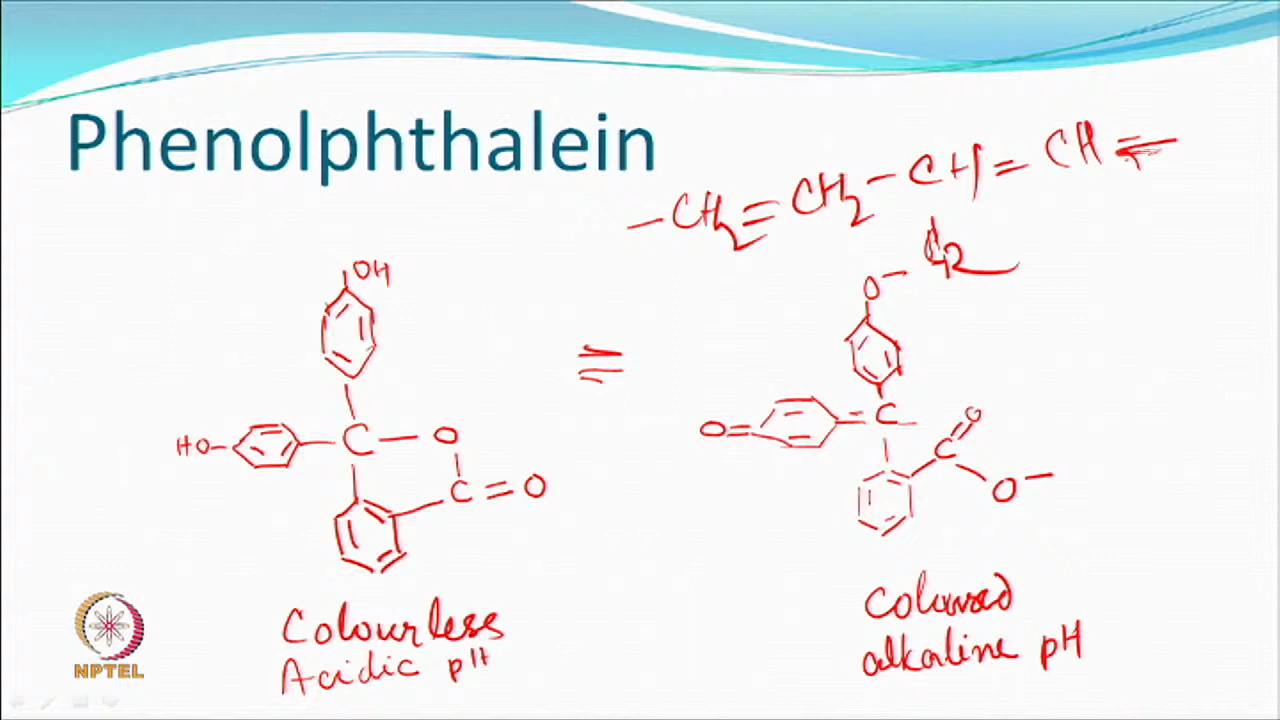 Phenolphthalein
– CH2 = CH2 – CH = CH =
OH
HO
C – O
C = O
O–
O =
= C –
C
O
O –
Colourless
Acidic pH
Coloured
alkaline pH
NPTEL